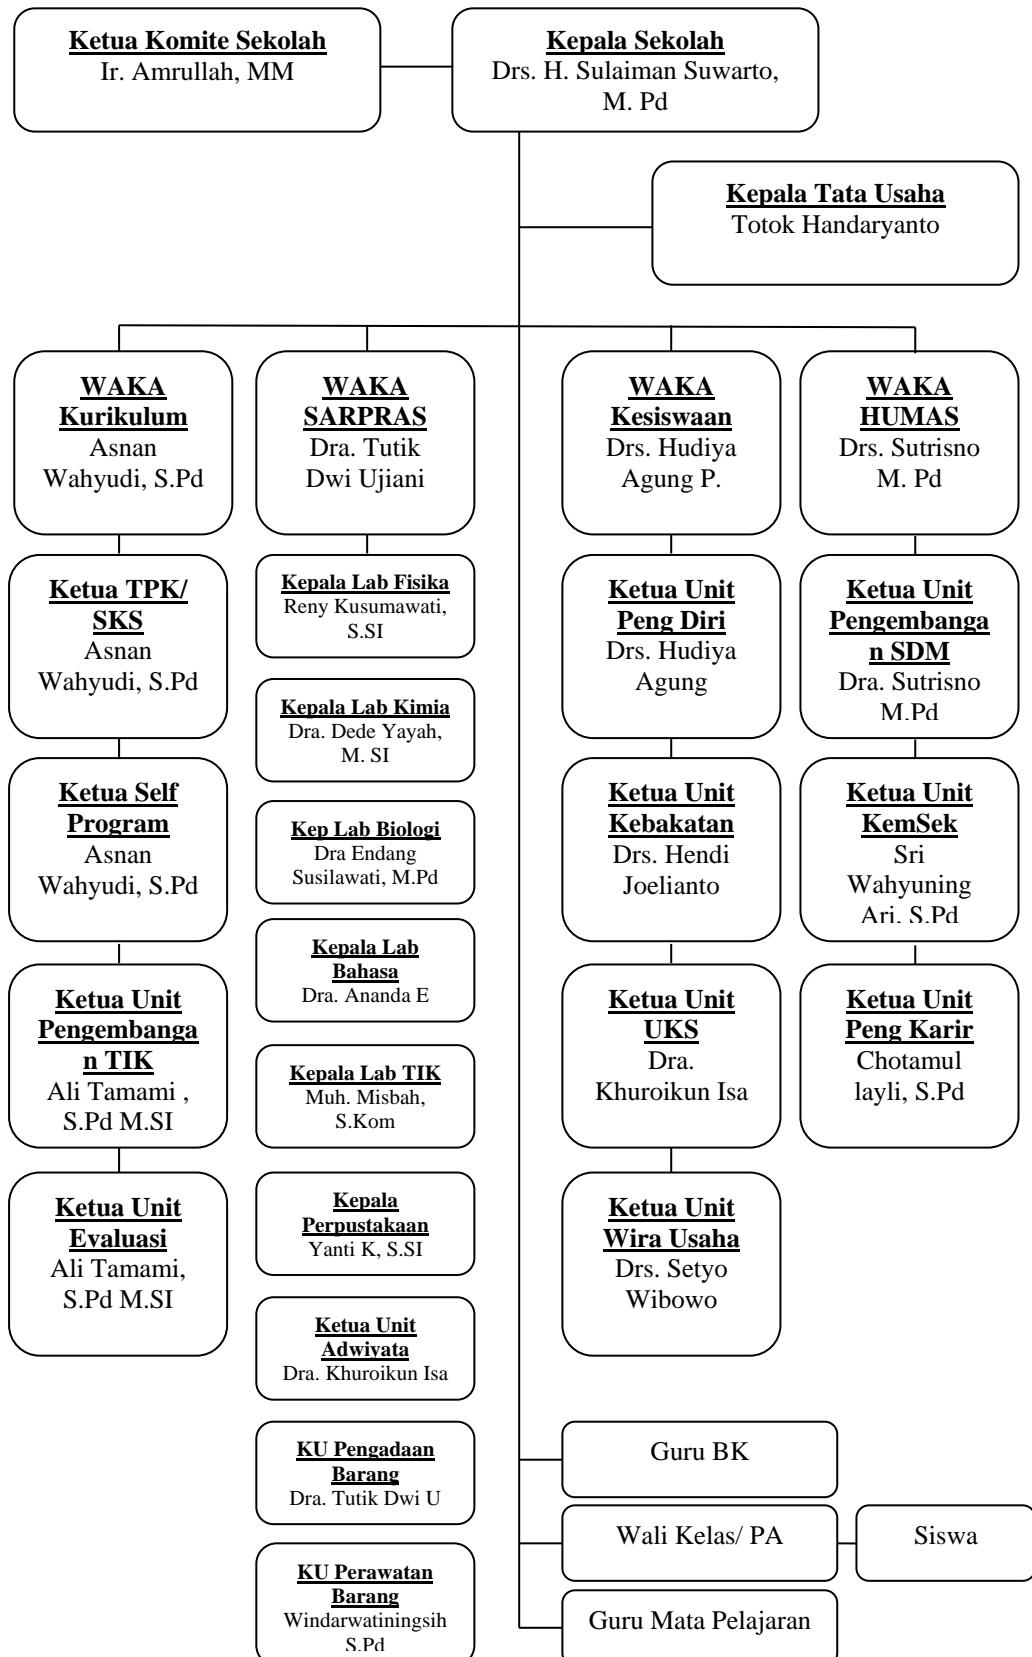 Ketua Komite Sekolah
Ir. Amrullah, MM
Kepala Sekolah
Drs. H. Sulaiman Suwarto,
M. Pd
Kepala Tata Usaha
Totok Handaryanto
WAKA
Kurikulum
Asnan
Wahyudi, S.Pd
WAKA
SARPRAS
Dra. Tutik
Dwi Ujiani
WAKA
Kesiswaan
Drs. Hudiya
Agung P.
WAKA
HUMAS
Drs. Sutrisno
M. Pd
Ketua TPK/
SKS
Asnan
Wahyudi, S.Pd
Ketua Self
Program
Asnan
Wahyudi, S.Pd
Ketua Unit
Pengembanga
n TIK
Ali Tamami ,
S.Pd M.SI
Ketua Unit
Evaluasi
Ali Tamami,
S.Pd M.SI
Kepala Lab Fisika
Reny Kusumawati,
S.SI
Kepala Lab Kimia
Dra. Dede Yayah,
M. SI
Kep Lab Biologi
Dra Endang
Susilawati, M.Pd
Kepala Lab
Bahasa
Dra. Ananda E
Kepala Lab TIK
Muh. Misbah,
S.Kom
Kepala
Perpustakaan
Yanti K, S.SI
Ketua Unit
Adwiyata
Dra. Khuroikun Isa
KU Pengadaan
Barang
Dra. Tutik Dwi U
KU Perawatan
Barang
Windarwatiningsih
S.Pd
Ketua Unit
Peng Diri
Drs. Hudiya
Agung
Ketua Unit
Kebakatan
Drs. Hendi
Joelianto
Ketua Unit
UKS
Dra.
Khuroikun Isa
Ketua Unit
Wira Usaha
Drs. Setyo
Wibowo
Ketua Unit
Pengembanga
n SDM
Dra. Sutrisno
M.Pd
Ketua Unit
KemSek
Sri
Wahyuning
Ari, S.Pd
Ketua Unit
Peng Karir
Chotamul
layli, S.Pd
Guru BK
Wali Kelas/ PA
Siswa
Guru Mata Pelajaran